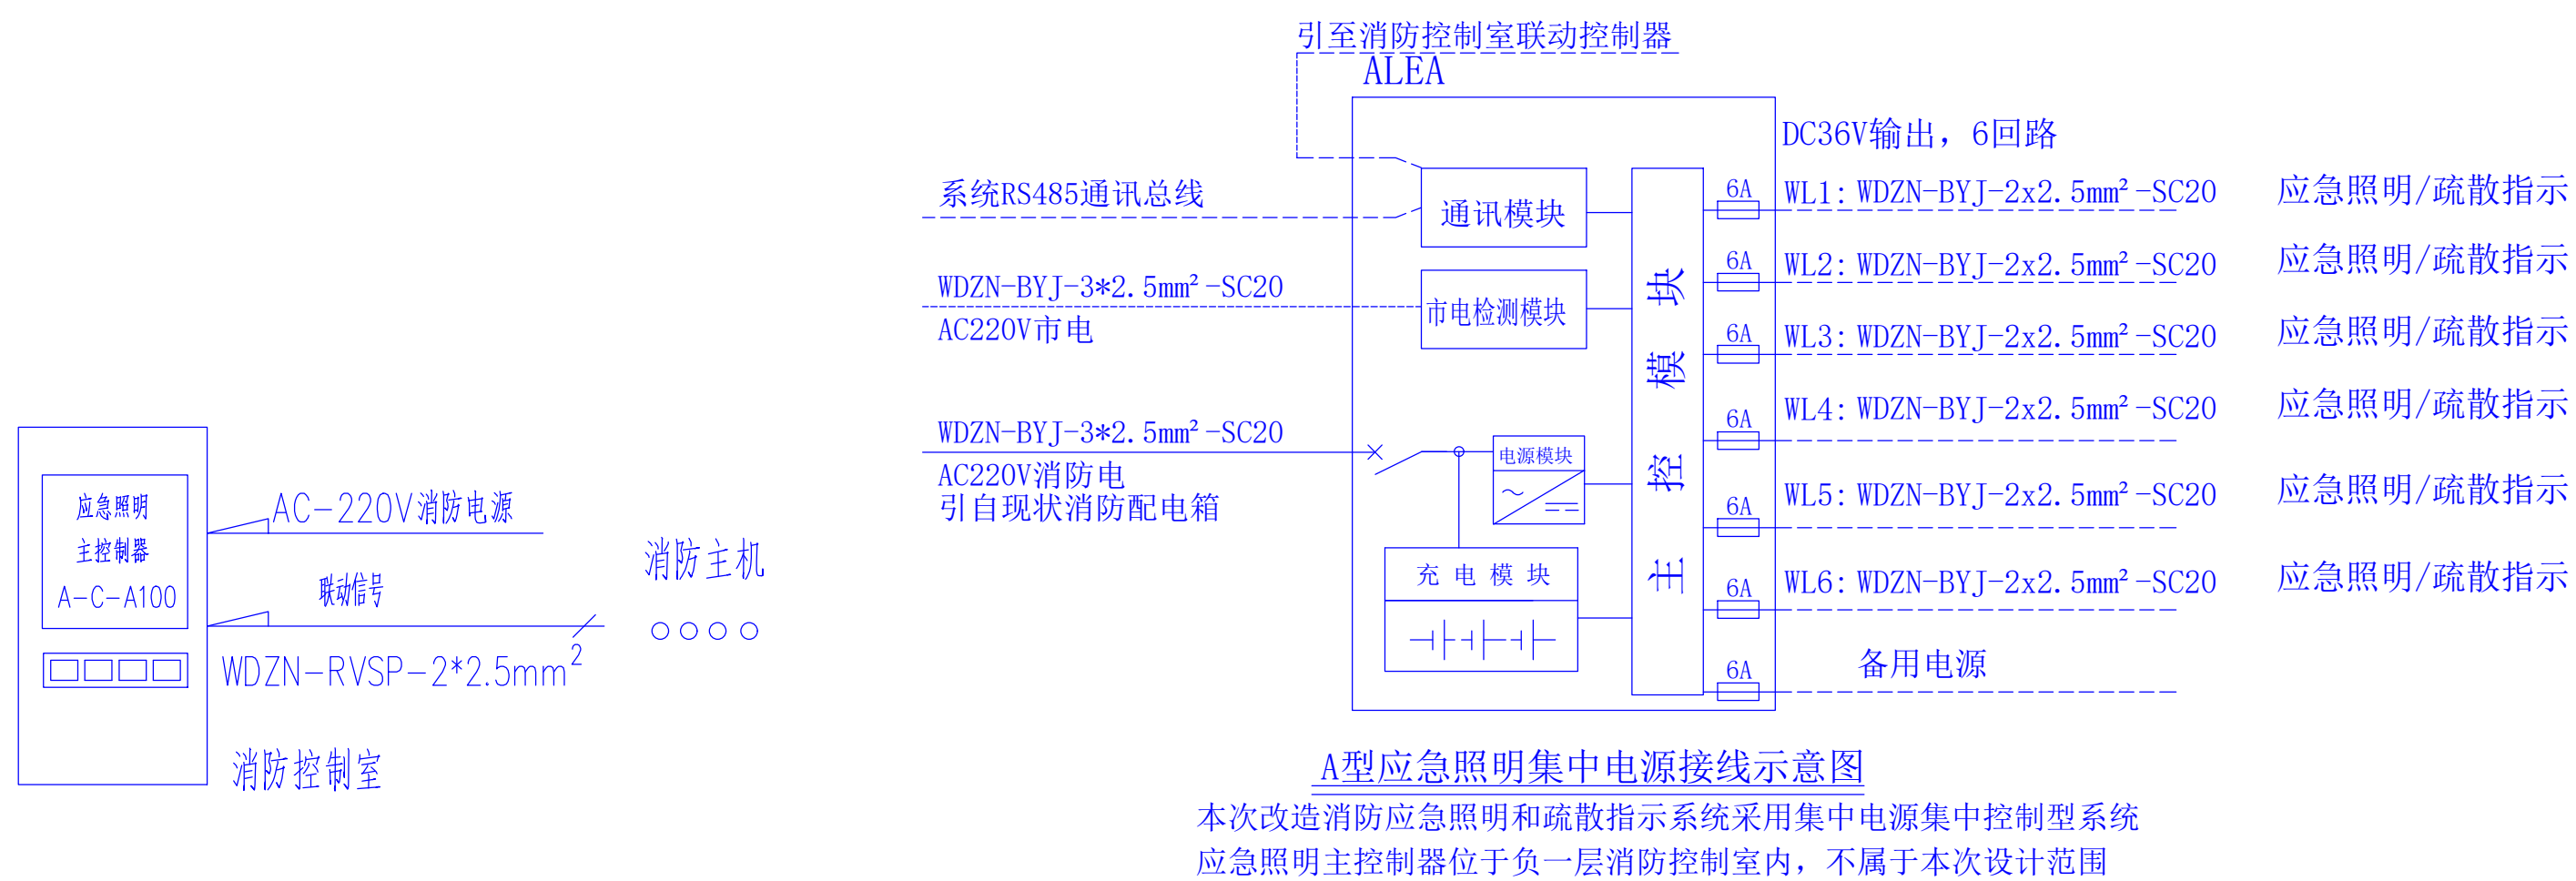 引至消防控制室联动控制器
ALEA
DC36V输出，6回路
系统RS485通讯总线
通讯模块
WDZN-BYJ-3*2.5mm²-SC20
AC220V市电
市电检测模块
WDZN-BYJ-3*2.5mm²-SC20
AC220V消防电
引自现状消防配电箱
电源模块
充电模块
主控模块
6A
WL1: WDZN-BYJ-2x2.5mm²-SC20
应急照明/疏散指示
6A
WL2: WDZN-BYJ-2x2.5mm²-SC20
应急照明/疏散指示
6A
WL3: WDZN-BYJ-2x2.5mm²-SC20
应急照明/疏散指示
6A
WL4: WDZN-BYJ-2x2.5mm²-SC20
应急照明/疏散指示
6A
WL5: WDZN-BYJ-2x2.5mm²-SC20
应急照明/疏散指示
6A
WL6: WDZN-BYJ-2x2.5mm²-SC20
应急照明/疏散指示
6A
备用电源
应急照明
主控制器
A-C-A100
AC-220V消防电源
联动信号
WDZN-RVSP-2*2.5mm²
消防主机
消防控制室
A型应急照明集中电源接线示意图
本次改造消防应急照明和疏散指示系统采用集中电源集中控制型系统
应急照明主控制器位于负一层消防控制室内，不属于本次设计范围